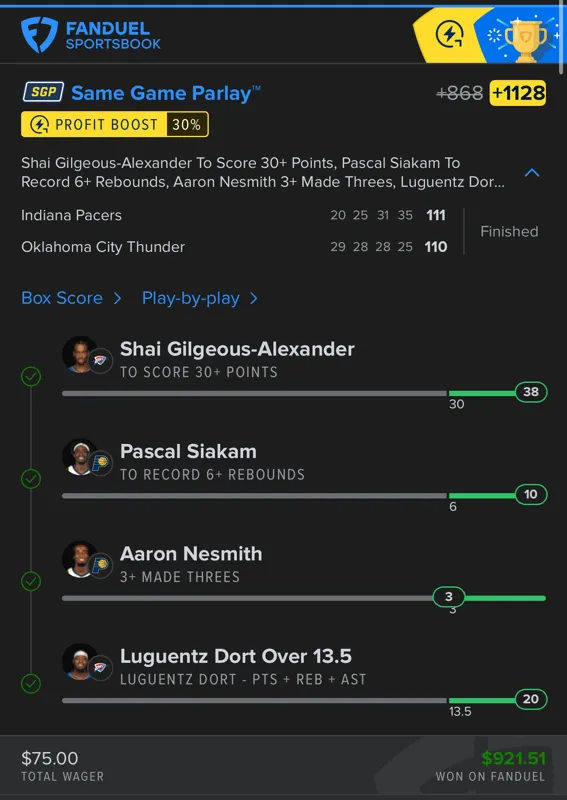 FANDUEL
SPORTSBOOK
SGP Same Game Parlay™ +868 +1128
PROFIT BOOST 30%
Shai Gilgeous-Alexander To Score 30+ Points, Pascal Siakam To
Record 6+ Rebounds, Aaron Nesmith 3+ Made Threes, Luguentz Dor...
Indiana Pacers 20 25 31 35 111
Finished
Oklahoma City Thunder 29 28 28 25 110
Box Score > Play-by-play >
Shai Gilgeous-Alexander
TO SCORE 30+ POINTS
38
30
Pascal Siakam
TO RECORD 6+ REBOUNDS
10
6
Aaron Nesmith
3+ MADE THREES
3
3
Luguentz Dort Over 13.5
LUGUENTZ DORT - PTS + REB + AST
20
13.5
$75.00 $921.51
TOTAL WAGER WON ON FANDUEL